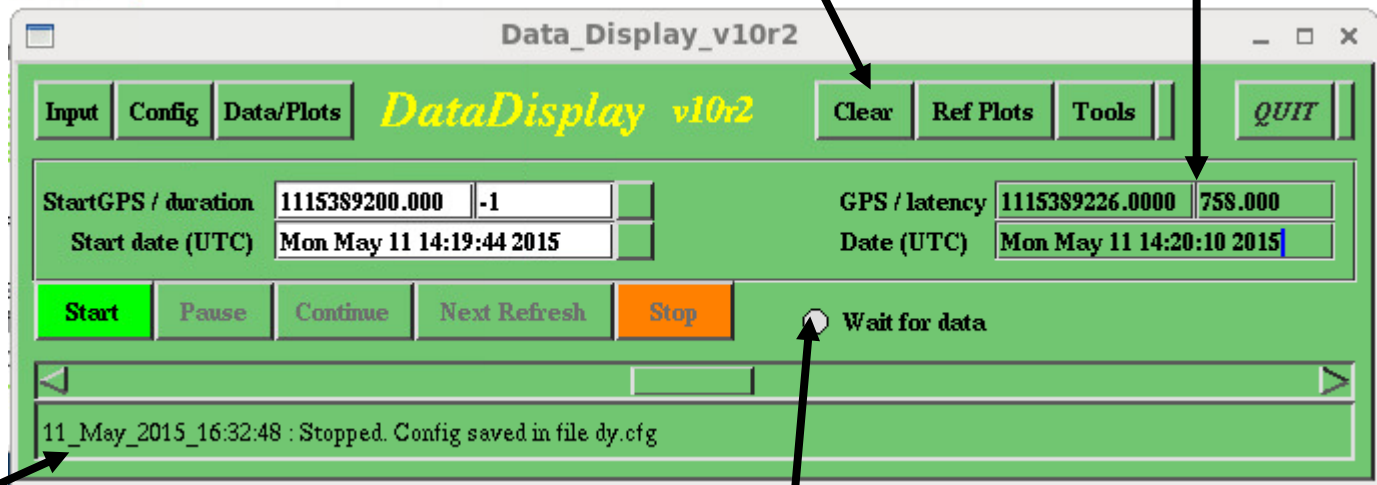 Data_Display_v10r2
Input Config Data/Plots DataDisplay v10r2 Clear Ref Plots Tools QUIT
StartGPS / duration 1115389200.000 -1 GPS / latency 1115389226.0000 758.000
Start date (UTC) Mon May 11 14:19:44 2015 Date (UTC) Mon May 11 14:20:10 2015
Start Pause Continue Next Refresh Stop Wait for data
11_May_2015_16:32:48 : Stopped. Config saved in file dy.cfg